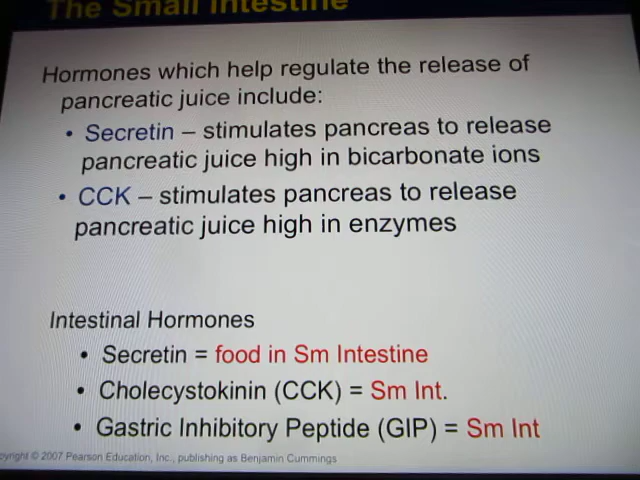 The Small Intestine
Hormones which help regulate the release of
pancreatic juice include:
• Secretin – stimulates pancreas to release
pancreatic juice high in bicarbonate ions
• CCK – stimulates pancreas to release
pancreatic juice high in enzymes
Intestinal Hormones
• Secretin = food in Sm Intestine
• Cholecystokinin (CCK) = Sm Int.
• Gastric Inhibitory Peptide (GIP) = Sm Int
pyright © 2007 Pearson Education, Inc., publishing as Benjamin Cummings